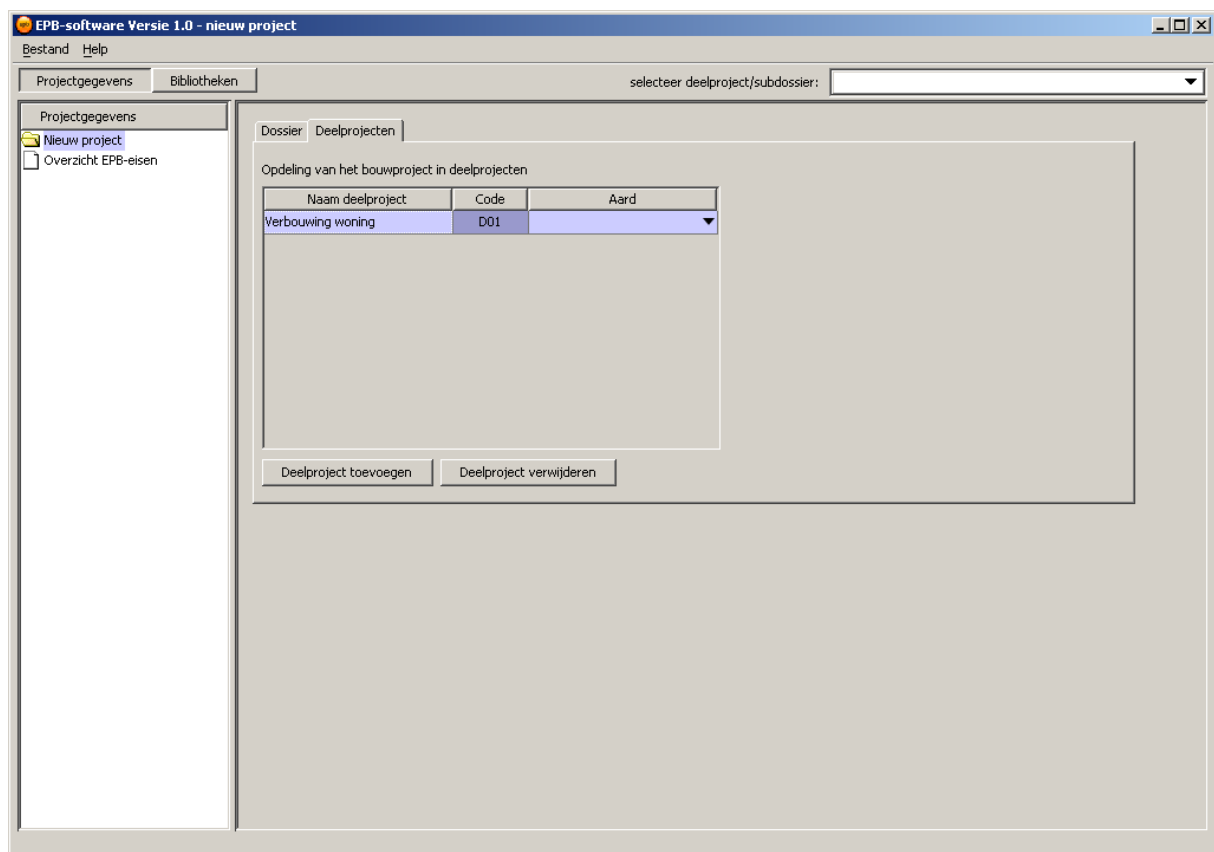 EPB-software Versie 1.0 - nieuw project
Bestand Help
Projectgegevens Bibliotheken selecteer deelproject/subdossier:
Projectgegevens
Nieuw project
Overzicht EPB-eisen
Dossier Deelprojecten
Opdeling van het bouwproject in deelprojecten
Naam deelproject Code Aard
Verbouwing woning D01
Deelproject toevoegen Deelproject verwijderen